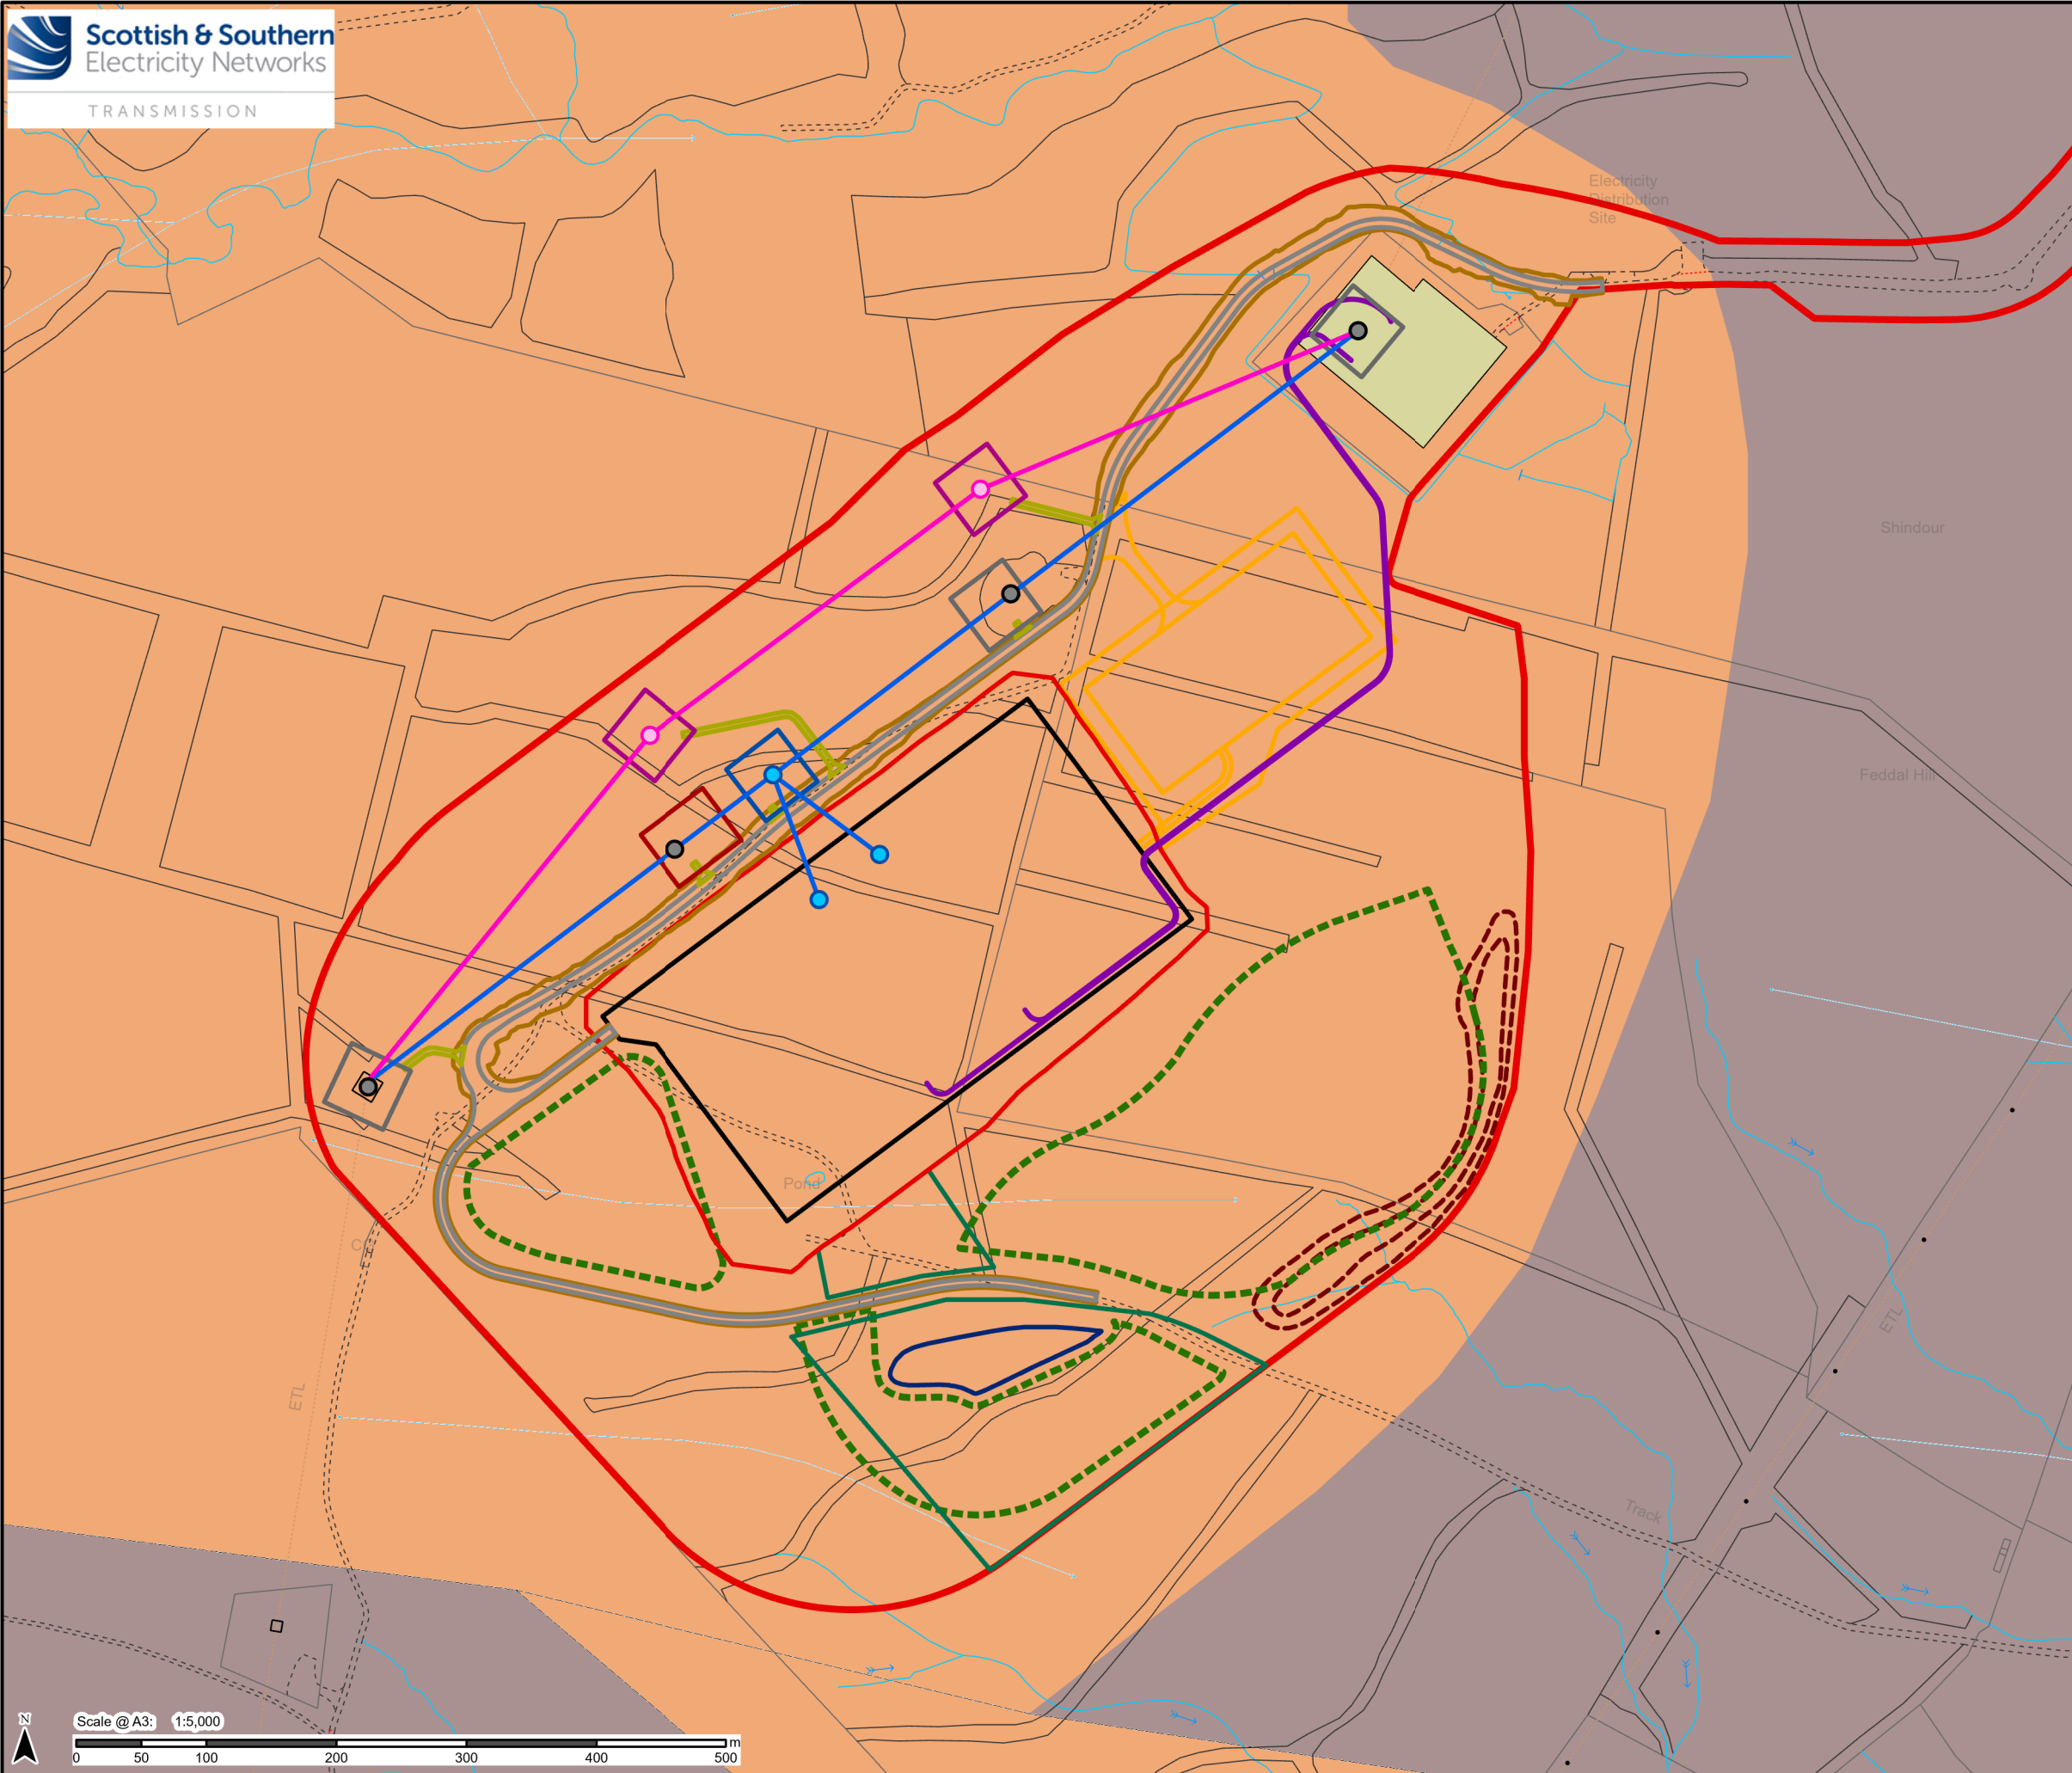 Scottish & Southern
Electricity Networks
TRANSMISSION
Electricity
Distribution
Site
Shindour
Feddal Hill
Pond
ETL
ETL
Track
N
Scale @ A3: 1:5,000
0 50 100 200 300 400 500 m